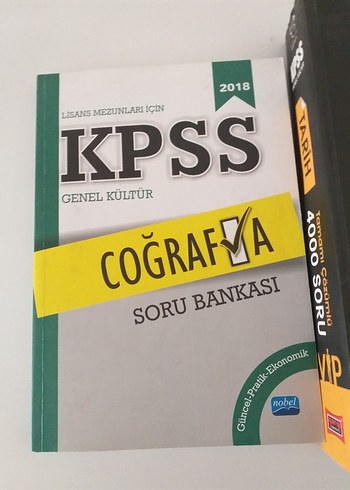 2018
LİSANS MEZUNLARI İÇİN
KPSS
GENEL KÜLTÜR
COĞRAFYA
SORU BANKASI
Güncel-Pratik-Ekonomik
nobel
TARİH
Tamamı Çözümlü
4000 SORU
VİP